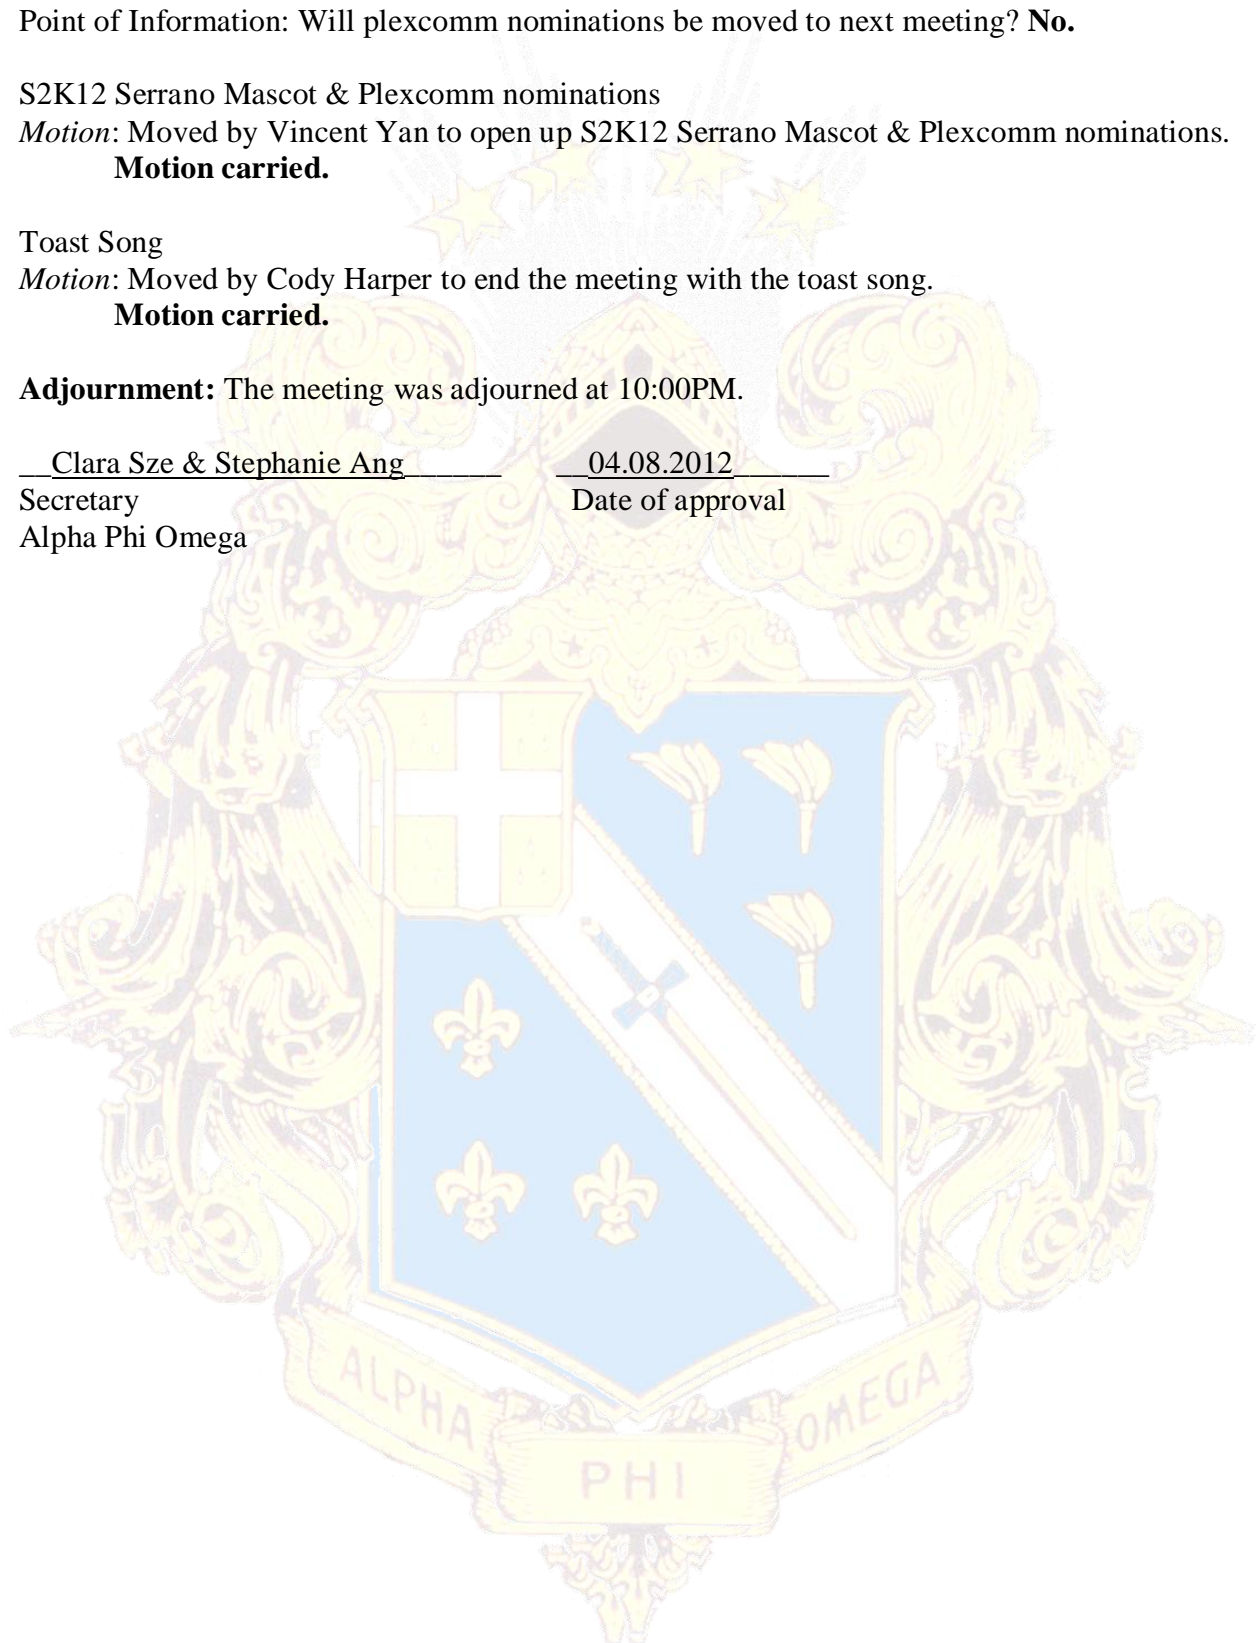 Point of Information: Will plexcomm nominations be moved to next meeting? No.
S2K12 Serrano Mascot & Plexcomm nominations
Motion: Moved by Vincent Yan to open up S2K12 Serrano Mascot & Plexcomm nominations.
Motion carried.
Toast Song
Motion: Moved by Cody Harper to end the meeting with the toast song.
Motion carried.
Adjournment: The meeting was adjourned at 10:00PM.
__Clara Sze & Stephanie Ang______ __04.08.2012______
Secretary Date of approval
Alpha Phi Omega
ALPHA PHI OMEGA